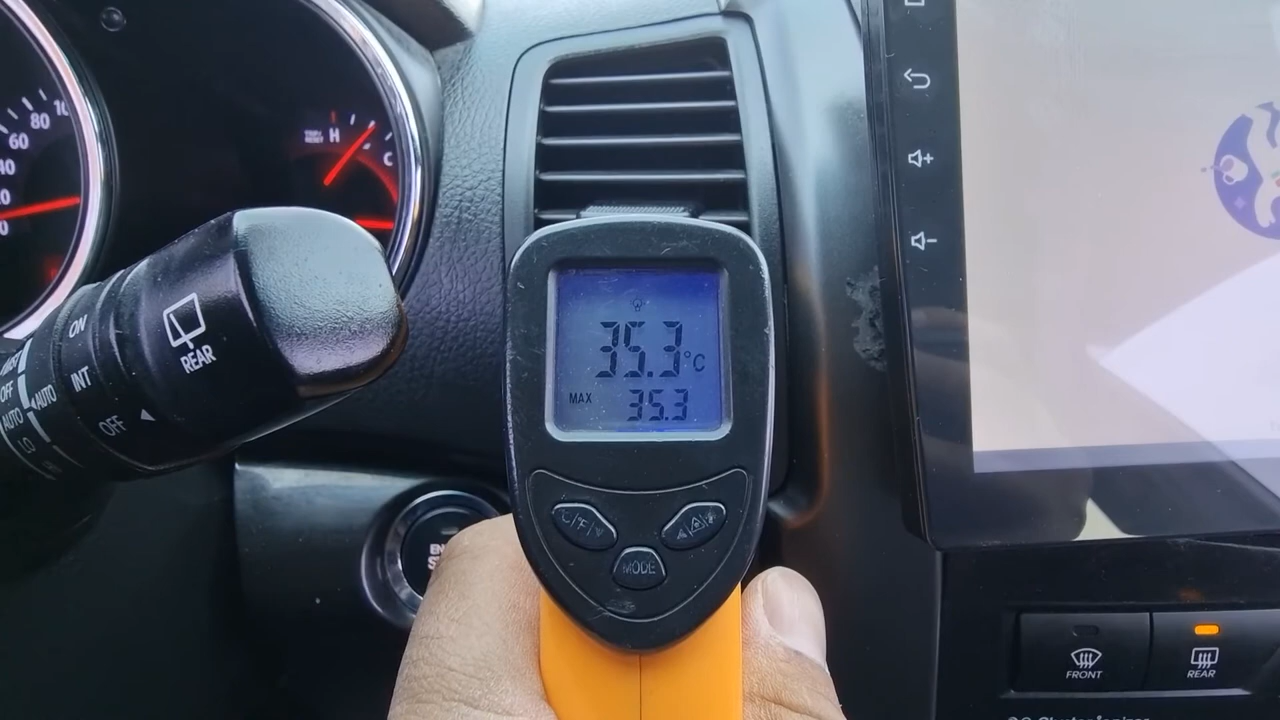 80
60
40
TRIP/
RESET
H
C
35.3°C
MAX 35.3
°C/°F/
MODE
REAR
ON
INT
OFF
OFF
AUTO
AUTO
LO
FRONT
REAR